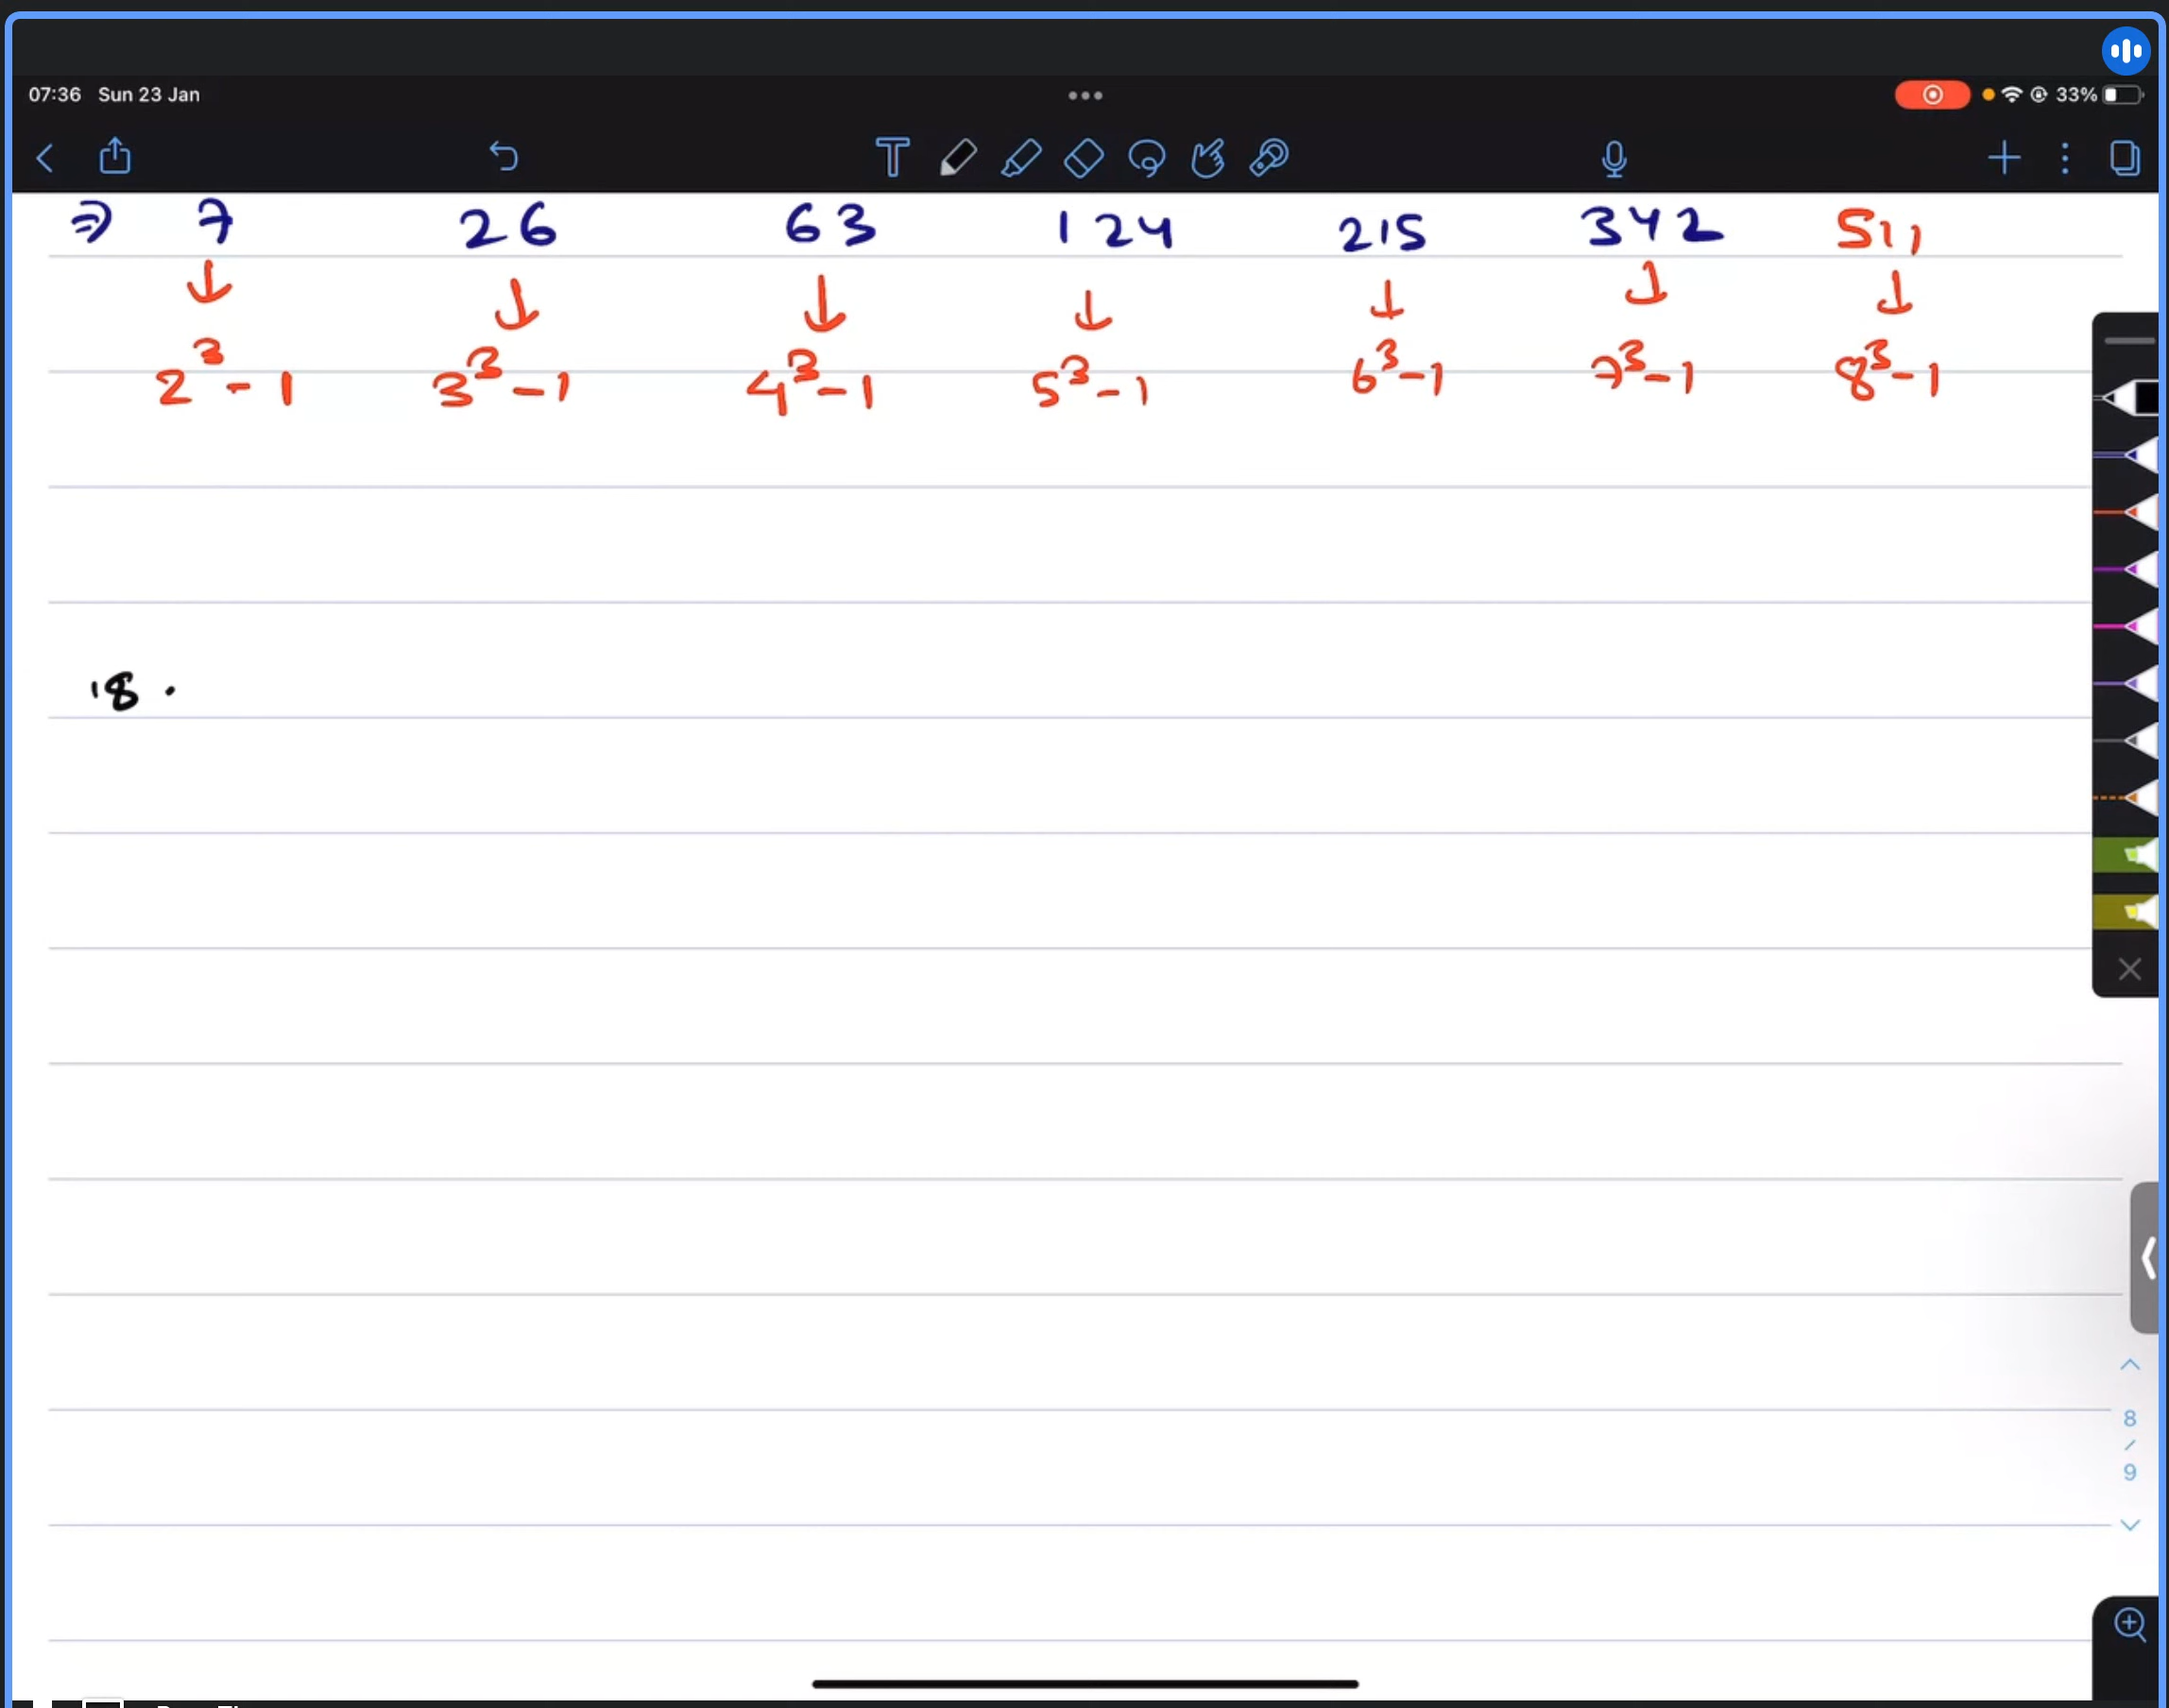 07:36 Sun 23 Jan
33%
⇒ 7 26 63 124 215 342 511
↓ ↓ ↓ ↓ ↓ ↓ ↓
2³-1 3³-1 4³-1 5³-1 6³-1 7³-1 8³-1
18.
8
/
9